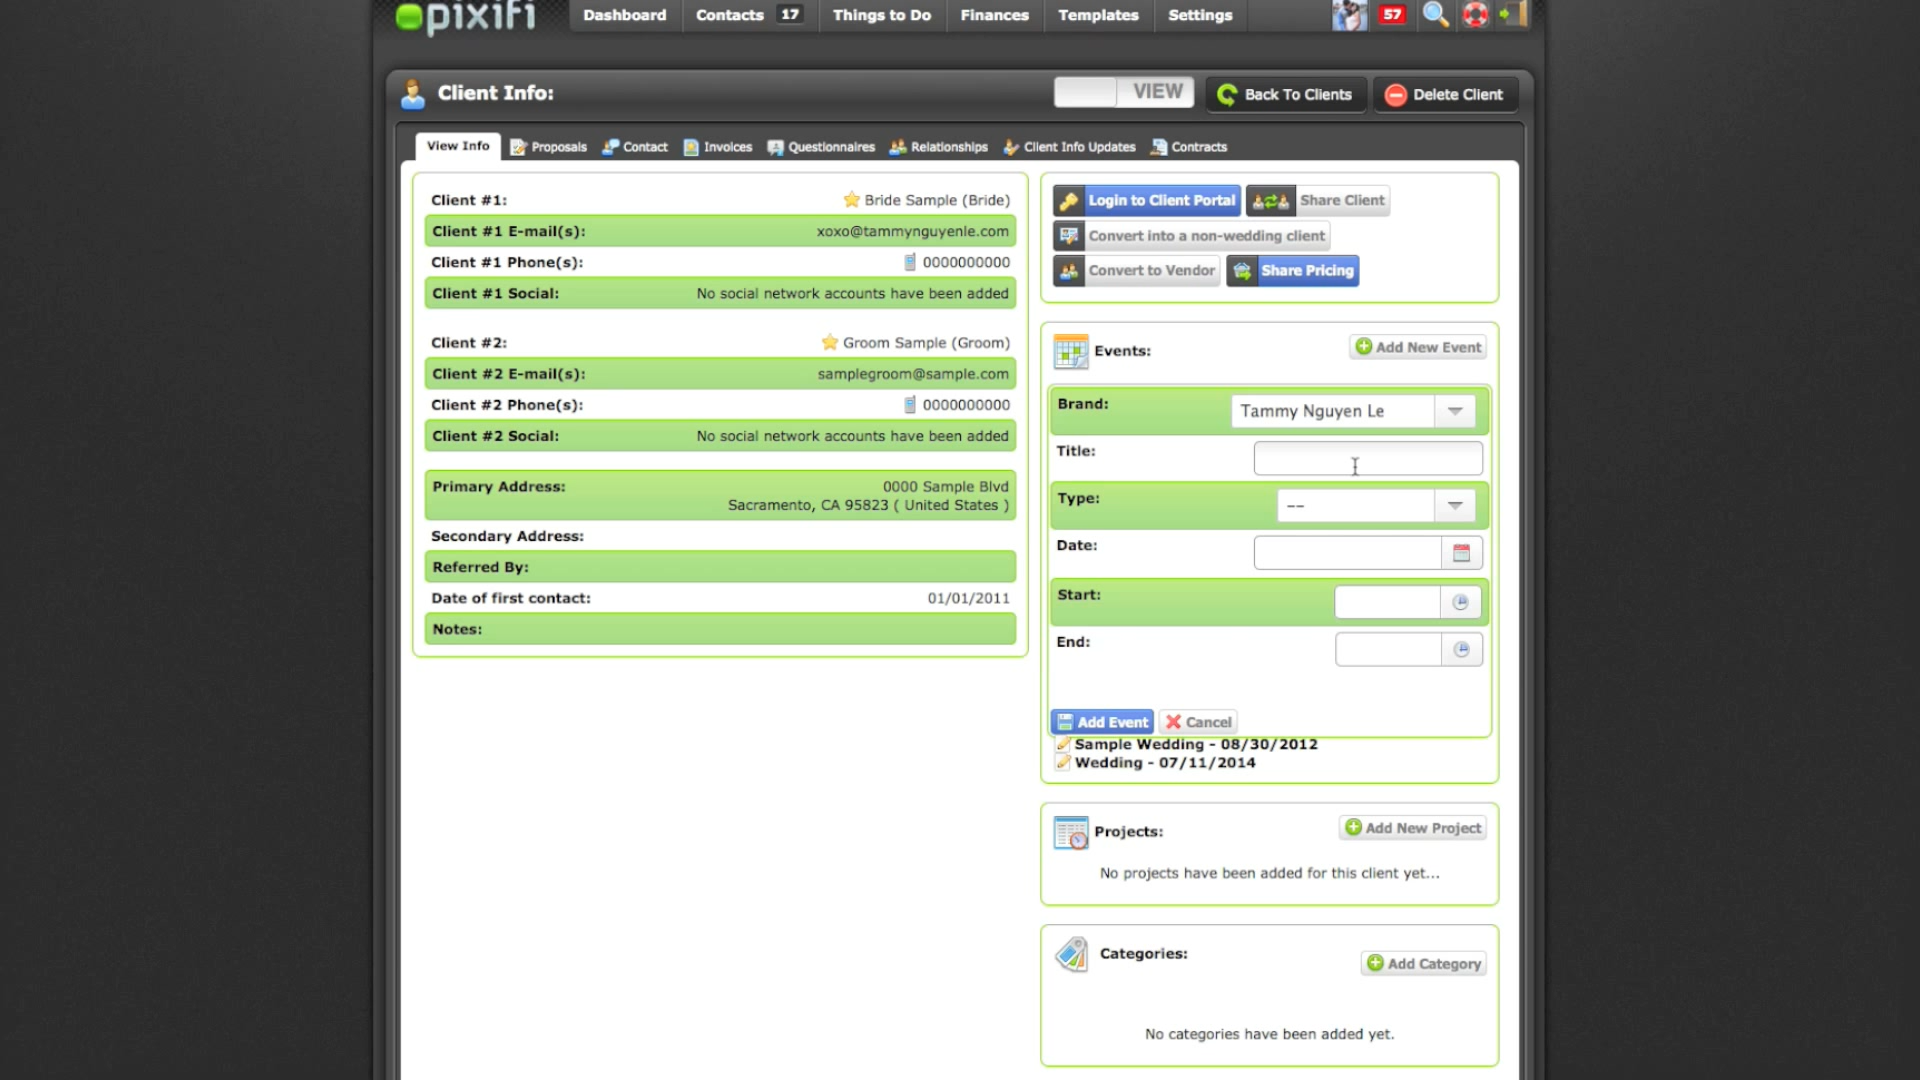 pixifi
Dashboard
Contacts 17
Things to Do
Finances
Templates
Settings
57
Client Info:
VIEW
Back To Clients
Delete Client
View Info
Proposals
Contact
Invoices
Questionnaires
Relationships
Client Info Updates
Contracts
Client #1: Bride Sample (Bride)
Client #1 E-mail(s): xoxo@tammynguyenle.com
Client #1 Phone(s): 0000000000
Client #1 Social: No social network accounts have been added
Client #2: Groom Sample (Groom)
Client #2 E-mail(s): samplegroom@sample.com
Client #2 Phone(s): 0000000000
Client #2 Social: No social network accounts have been added
Primary Address: 0000 Sample Blvd
Sacramento, CA 95823 ( United States )
Secondary Address:
Referred By:
Date of first contact: 01/01/2011
Notes:
Login to Client Portal
Share Client
Convert into a non-wedding client
Convert to Vendor
Share Pricing
Events:
Add New Event
Brand: Tammy Nguyen Le
Title:
Type: --
Date:
Start:
End:
Add Event
Cancel
Sample Wedding - 08/30/2012
Wedding - 07/11/2014
Projects:
Add New Project
No projects have been added for this client yet...
Categories:
Add Category
No categories have been added yet.